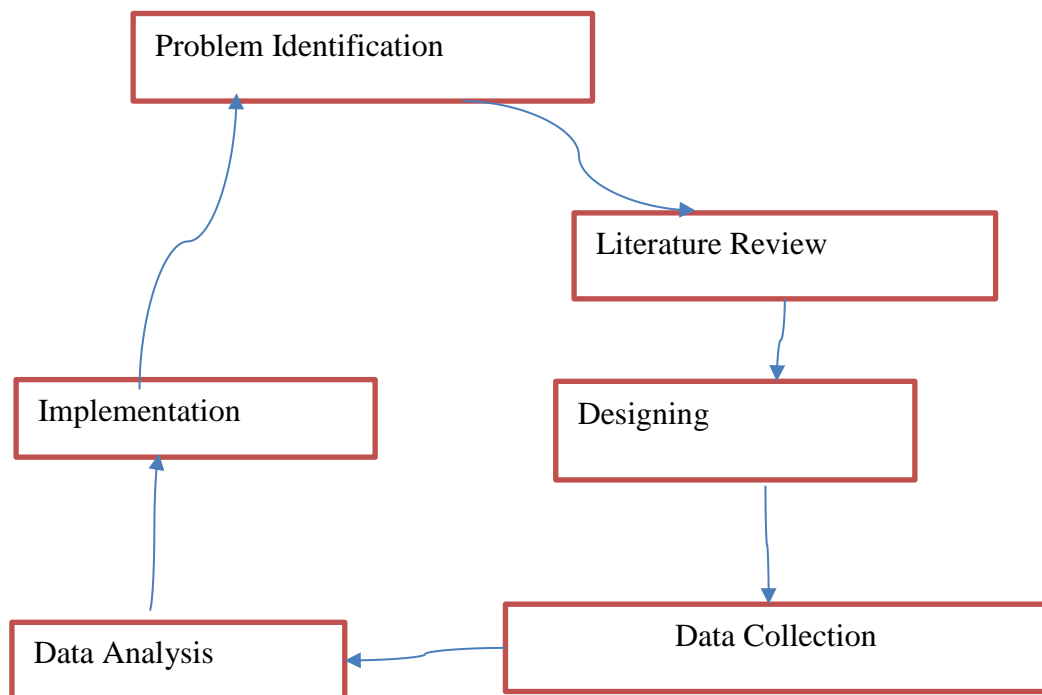 Problem Identification
Literature Review
Designing
Data Collection
Data Analysis
Implementation